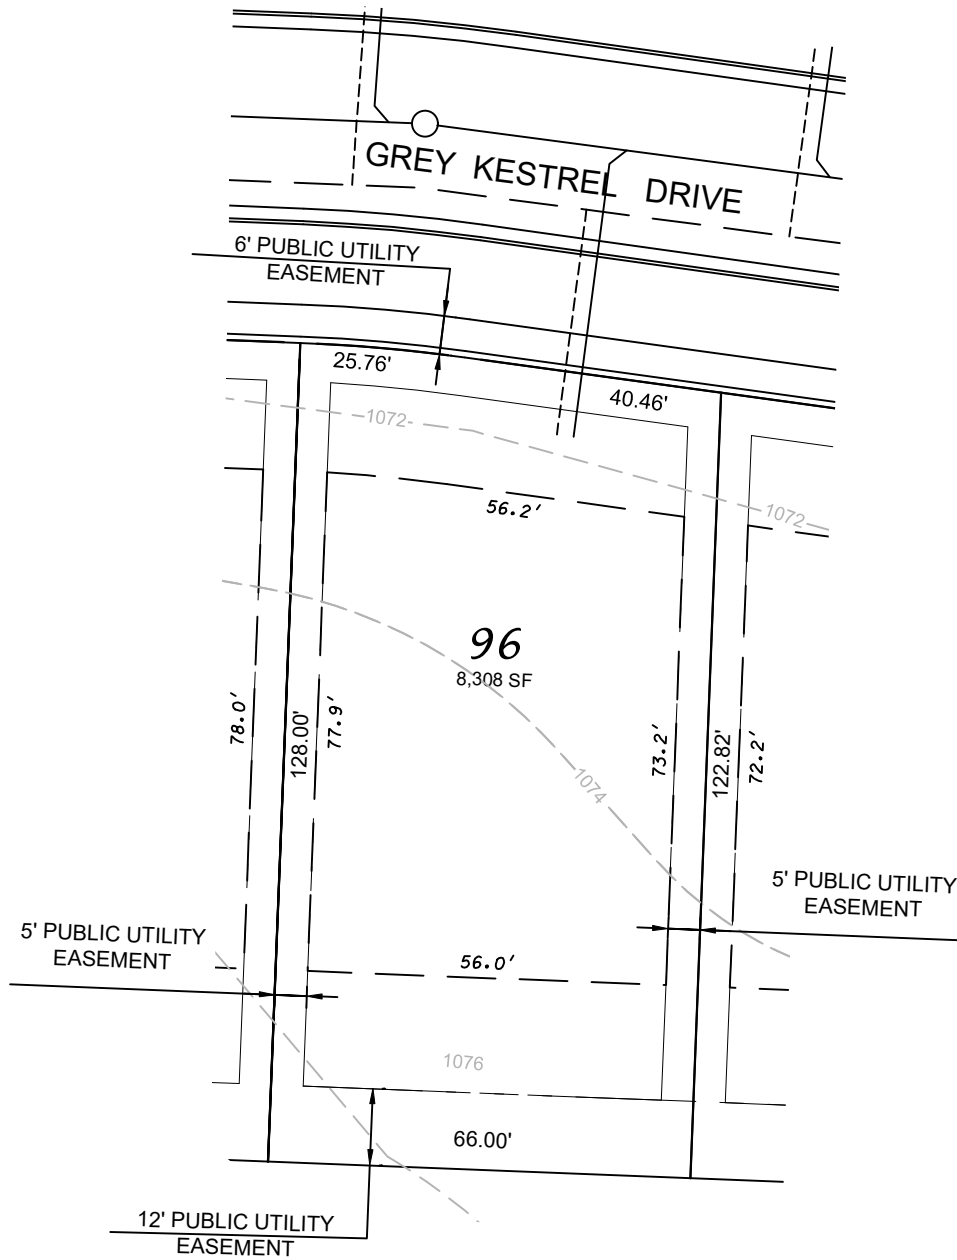 GREY KESTREL DRIVE
6' PUBLIC UTILITY
EASEMENT
25.76'
40.46'
1072
1072
56.2'
96
8,308 SF
78.0'
128.00'
77.9'
73.2'
122.82'
72.2'
1074
5' PUBLIC UTILITY
EASEMENT
5' PUBLIC UTILITY
EASEMENT
56.0'
1076
66.00'
12' PUBLIC UTILITY
EASEMENT